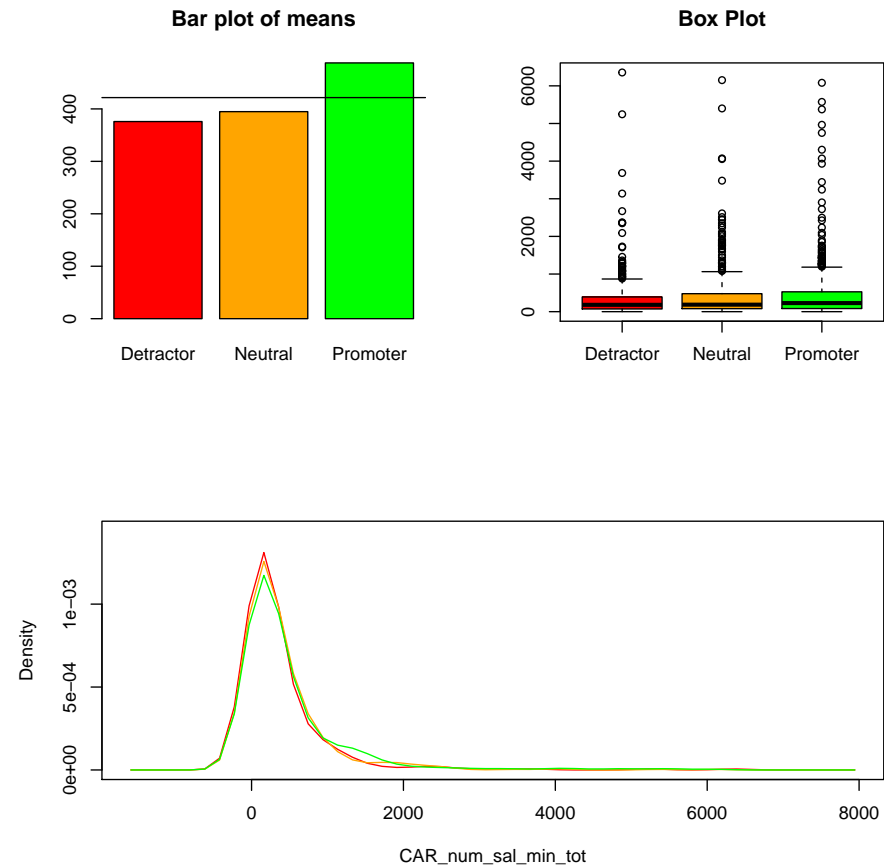 Bar plot of means
400
300
200
100
0
Detractor Neutral Promoter
Box Plot
6000
4000
2000
0
Detractor Neutral Promoter
Density
1e-03
5e-04
0e+00
0 2000 4000 6000 8000
CAR_num_sal_min_tot